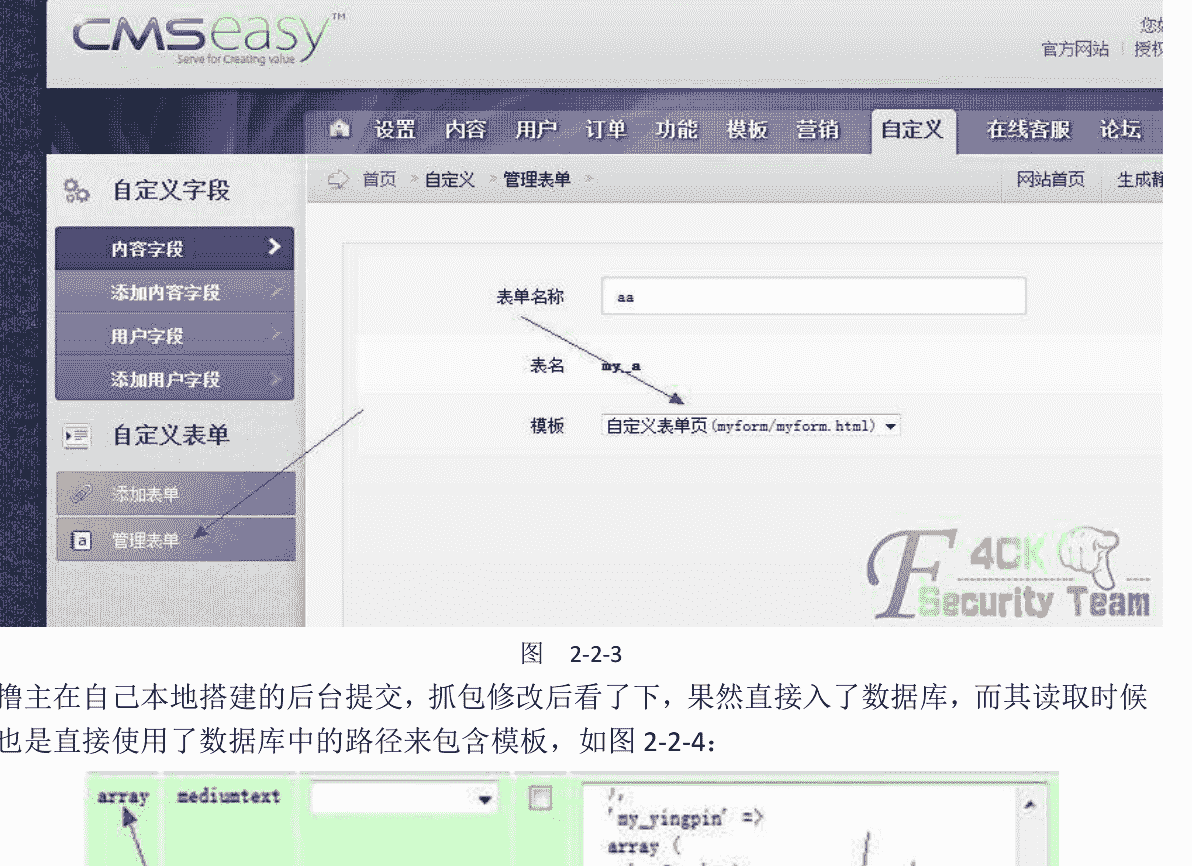 CMSeasy™
Serve for Creating value
官方网站
设置 内容 用户 订单 功能 模板 营销 自定义 在线客服 论坛
自定义字段
首页 » 自定义 » 管理表单 »
网站首页
内容字段
添加内容字段
用户字段
添加用户字段
自定义表单
添加表单
管理表单
表单名称 aa
表名 my_a
模板 自定义表单页(myform/myform.html)
F4CK
Security Team
图 2-2-3
撸主在自己本地搭建的后台提交，抓包修改后看了下，果然直接入了数据库，而其读取时候
也是直接使用了数据库中的路径来包含模板，如图 2-2-4：
array mediumtext
),
'my_yingpin' =>
array (